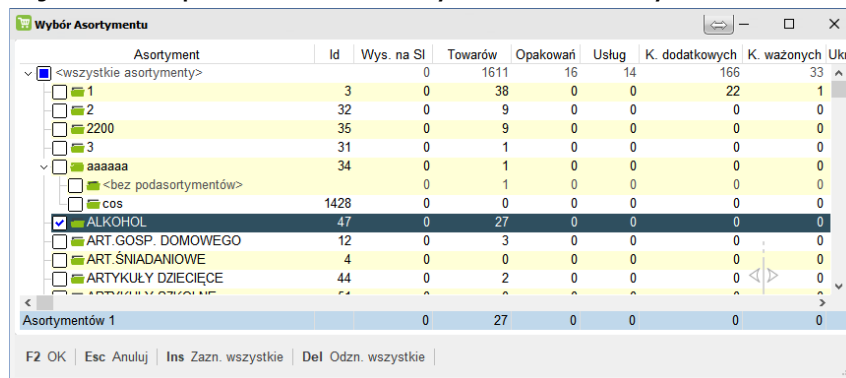 Wybór Asortymentu
Asortyment Id Wys. na SI Towarów Opakowań Usług K. dodatkowych K. ważonych Uk
<wszystkie asortymenty> 0 1611 16 14 166 33
1 3 0 38 0 0 22 1
2 32 0 9 0 0 0 0
2200 35 0 9 0 0 0 0
3 31 0 1 0 0 0 0
aaaaaa 34 0 1 0 0 0 0
<bez podasortymentów> 0 1 0 0 0 0
cos 1428 0 0 0 0 0 0
ALKOHOL 47 0 27 0 0 0 0
ART.GOSP. DOMOWEGO 12 0 3 0 0 0 0
ART.ŚNIADANIOWE 4 0 0 0 0 0 0
ARTYKUŁY DZIECIĘCE 44 0 2 0 0 0 0
Asortymentów 1 0 27 0 0 0 0
F2 OK Esc Anuluj Ins Zazn. wszystkie Del Odzn. wszystkie